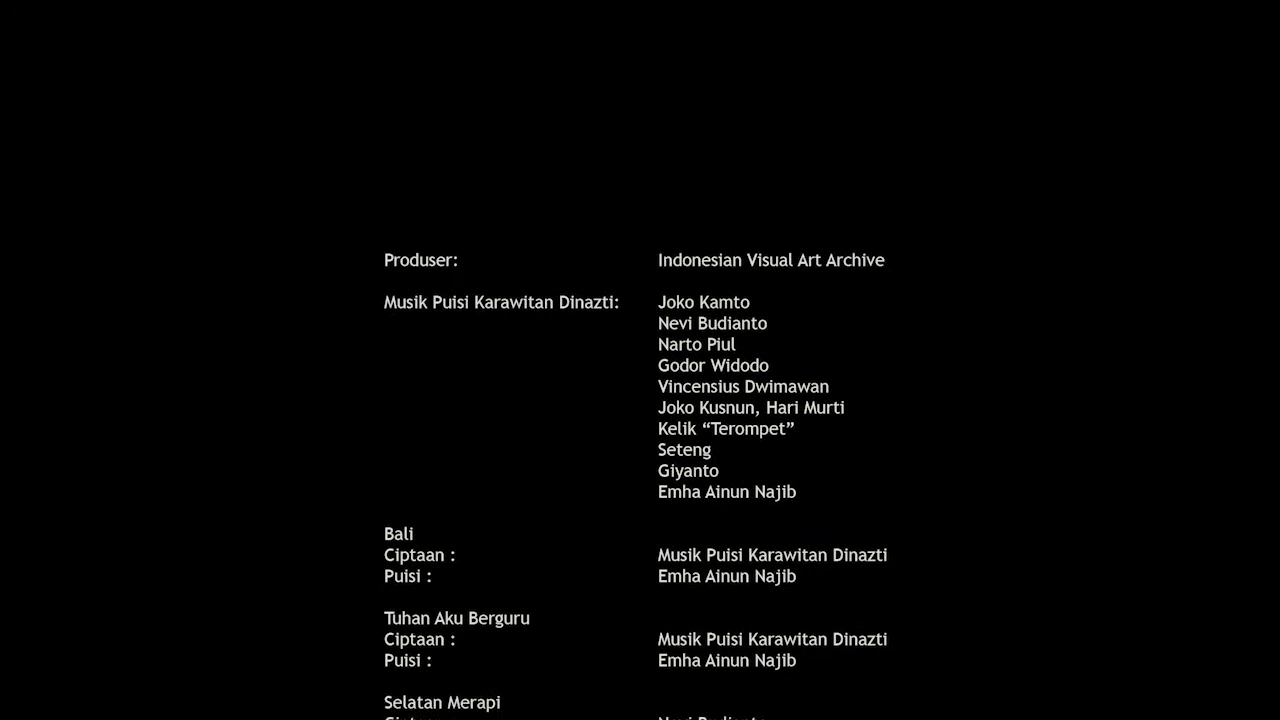 Produser: Indonesian Visual Art Archive
Musik Puisi Karawitan Dinazti: Joko Kamto
Nevi Budianto
Narto Piul
Godor Widodo
Vincensius Dwimawan
Joko Kusnun, Hari Murti
Kelik “Terompet”
Seteng
Giyanto
Emha Ainun Najib
Bali
Ciptaan : Musik Puisi Karawitan Dinazti
Puisi : Emha Ainun Najib
Tuhan Aku Berguru
Ciptaan : Musik Puisi Karawitan Dinazti
Puisi : Emha Ainun Najib
Selatan Merapi